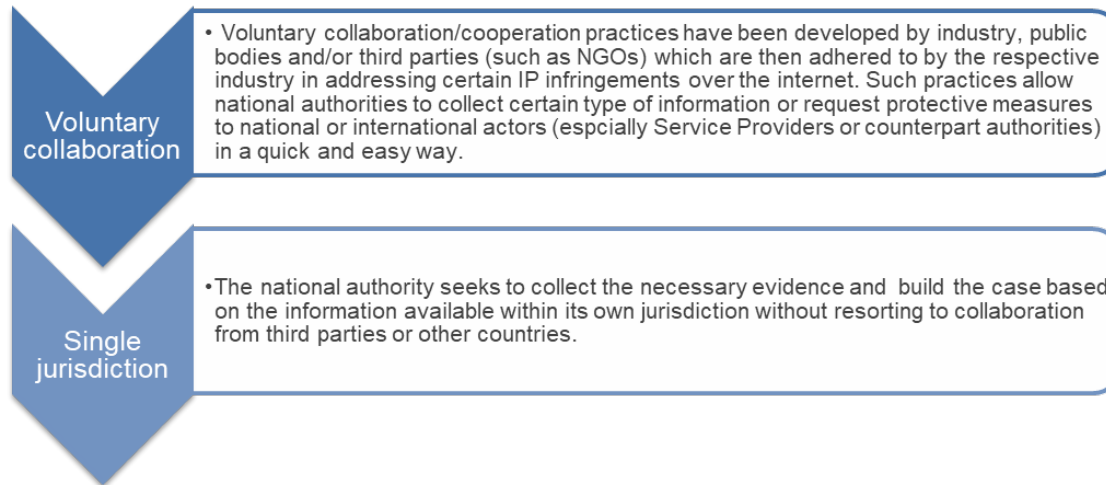 Voluntary
collaboration
• Voluntary collaboration/cooperation practices have been developed by industry, public
bodies and/or third parties (such as NGOs) which are then adhered to by the respective
industry in addressing certain IP infringements over the internet. Such practices allow
national authorities to collect certain type of information or request protective measures
to national or international actors (espcially Service Providers or counterpart authorities)
in a quick and easy way.
Single
jurisdiction
•The national authority seeks to collect the necessary evidence and build the case based
on the information available within its own jurisdiction without resorting to collaboration
from third parties or other countries.